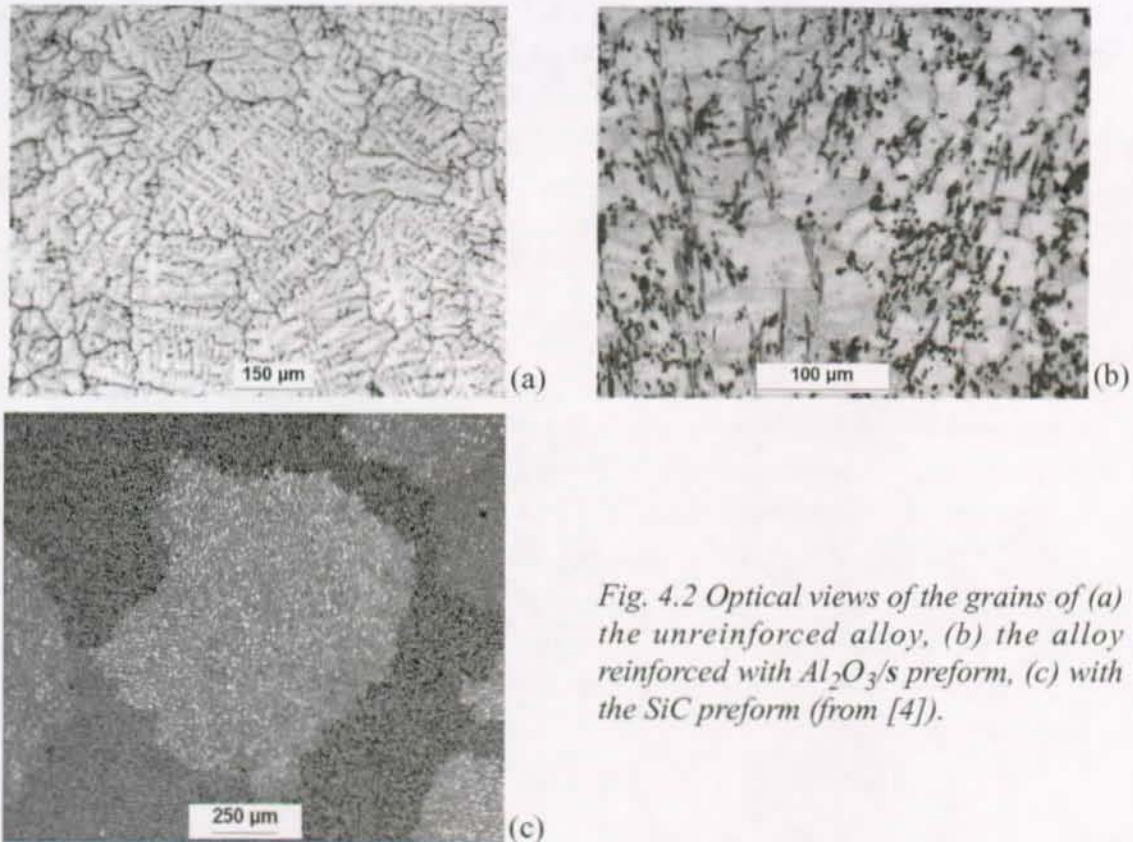 150 µm
(a)
100 µm
(b)
250 µm
(c)
Fig. 4.2 Optical views of the grains of (a)
the unreinforced alloy, (b) the alloy
reinforced with Al₂O₃/s preform, (c) with
the SiC preform (from [4]).